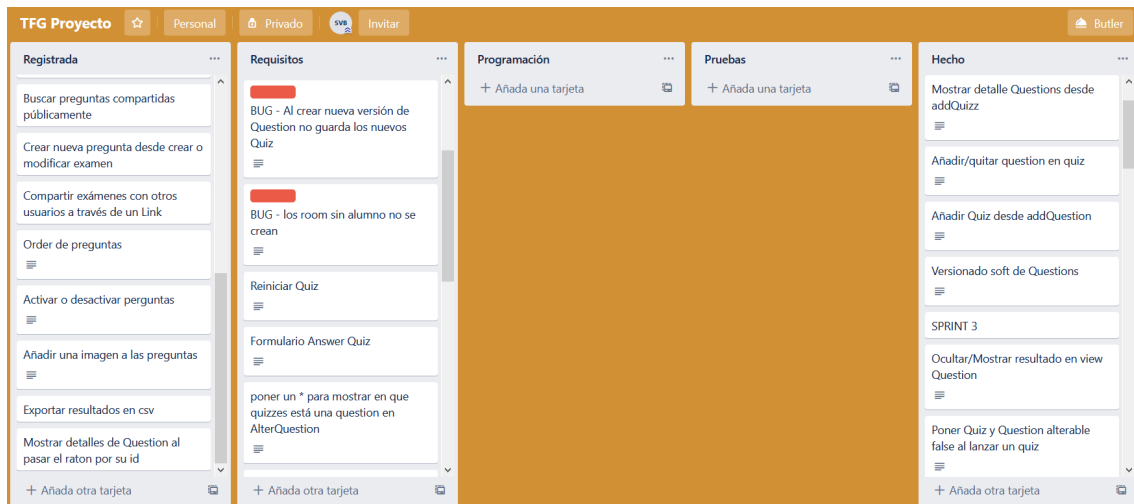 TFG Proyecto
Personal
Privado
SVB
Invitar
Butler
Registrada
Buscar preguntas compartidas
públicamente
Crear nueva pregunta desde crear o
modificar examen
Compartir exámenes con otros
usuarios a través de un Link
Order de preguntas
Activar o desactivar perguntas
Añadir una imagen a las preguntas
Exportar resultados en csv
Mostrar detalles de Question al
pasar el raton por su id
+ Añada otra tarjeta
Requisitos
BUG - Al crear nueva versión de
Question no guarda los nuevos
Quiz
BUG - los room sin alumno no se
crean
Reiniciar Quiz
Formulario Answer Quiz
poner un * para mostrar en que
quizzes está una question en
AlterQuestion
+ Añada otra tarjeta
Programación
+ Añada una tarjeta
Pruebas
+ Añada una tarjeta
Hecho
Mostrar detalle Questions desde
addQuizz
Añadir/quitar question en quiz
Añadir Quiz desde addQuestion
Versionado soft de Questions
SPRINT 3
Ocultar/Mostrar resultado en view
Question
Poner Quiz y Question alterable
false al lanzar un quiz
+ Añada otra tarjeta